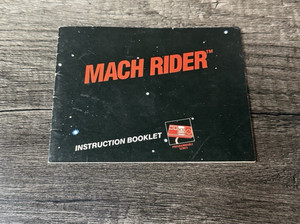 MACH RIDER™
INSTRUCTION BOOKLET